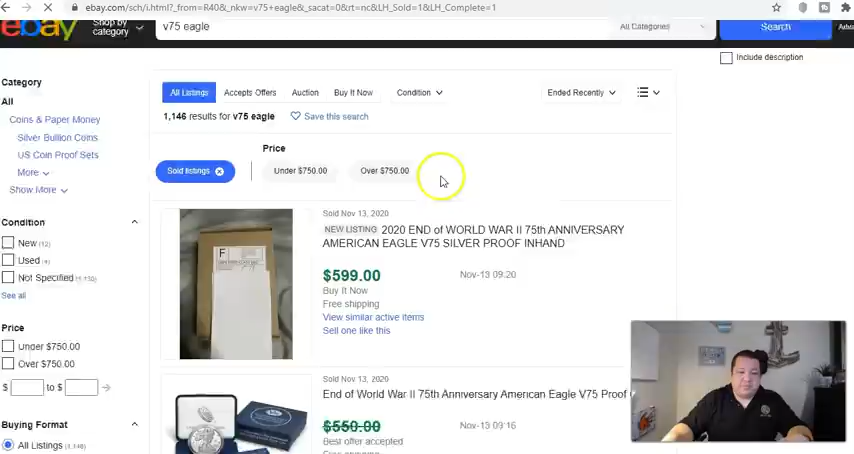 ebay.com/sch/i.html?_from=R40&_nkw=v75+eagle&_sacat=0&rt=nc&LH_Sold=1&LH_Complete=1
ebay
Shop by
category
v75 eagle
All Categories
Search
Include description
Category
All
Coins & Paper Money
Silver Bullion Coins
US Coin Proof Sets
More
Show More
Condition
New (12)
Used (9)
Not Specified
See all
Price
Under $750.00
Over $750.00
$ to $
Buying Format
All Listings (1,146)
All Listings
Accepts Offers
Auction
Buy It Now
Condition
Ended Recently
1,146 results for v75 eagle
Save this search
Price
Sold listings
Under $750.00
Over $750.00
Sold Nov 13, 2020
NEW LISTING 2020 END of WORLD WAR II 75th ANNIVERSARY
AMERICAN EAGLE V75 SILVER PROOF INHAND
$599.00
Nov-13 09:20
Buy It Now
Free shipping
View similar active items
Sell one like this
Sold Nov 13, 2020
End of World War II 75th Anniversary American Eagle V75 Proof
$550.00
Nov-13 09:16
Best offer accepted
Free shipping